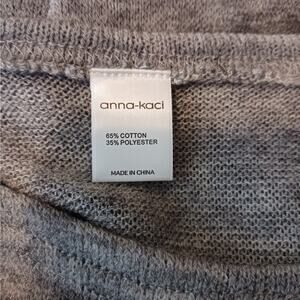 anna-kaci
65% COTTON
35% POLYESTER
MADE IN CHINA